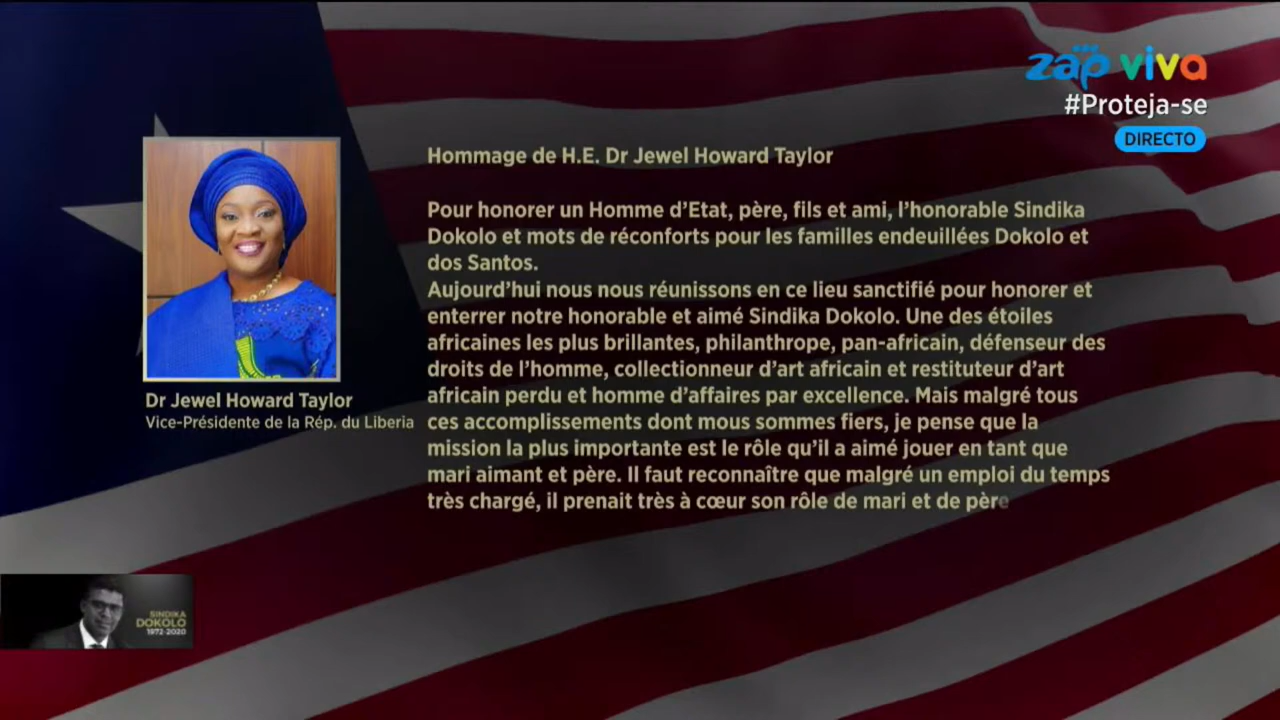 zap viva
#Proteja-se
DIRECTO
Hommage de H.E. Dr Jewel Howard Taylor
Pour honorer un Homme d'Etat, père, fils et ami, l'honorable Sindika
Dokolo et mots de réconforts pour les familles endeuillées Dokolo et
dos Santos.
Aujourd'hui nous nous réunissons en ce lieu sanctifié pour honorer et
enterrer notre honorable et aimé Sindika Dokolo. Une des étoiles
africaines les plus brillantes, philanthrope, pan-africain, défenseur des
droits de l'homme, collectionneur d'art africain et restituteur d'art
africain perdu et homme d'affaires par excellence. Mais malgré tous
ces accomplissements dont mous sommes fiers, je pense que la
mission la plus importante est le rôle qu'il a aimé jouer en tant que
mari aimant et père. Il faut reconnaître que malgré un emploi du temps
très chargé, il prenait très à cœur son rôle de mari et de père
Dr Jewel Howard Taylor
Vice-Présidente de la Rép. du Liberia
SINDIKA
DOKOLO
1972-2020